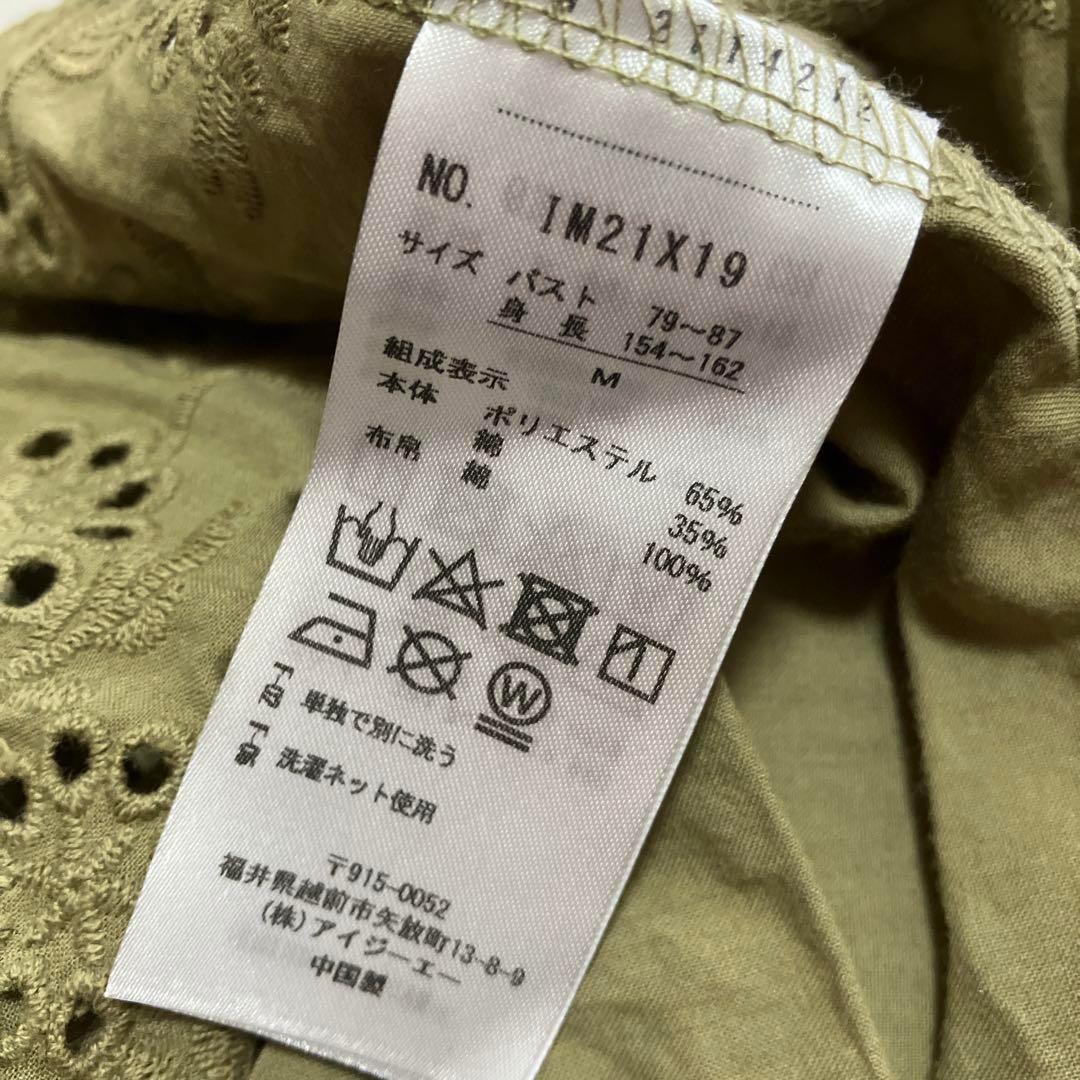 NO. IM21X19
サイズ バスト 79～87
身長 154～162
M
組成表示
本体 ポリエステル 65%
綿 35%
布帛 綿 100%
W
単独で別に洗う
洗濯ネット使用
〒915-0052
福井県越前市矢放町13-8-9
(株)アイジーエー
中国製